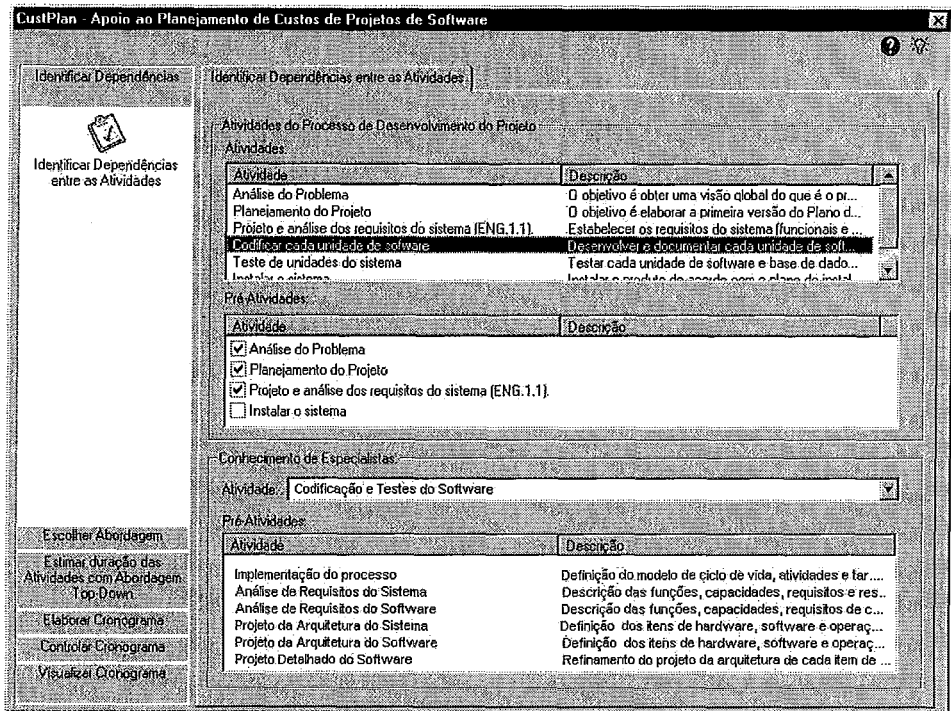 CustPlan - Apoio ao Planejamento de Custos de Projetos de Software
Identificar Dependências
Identificar Dependências
entre as Atividades
Escolher Abordagem
Estimar duração das
Atividades com Abordagem
Top-Down
Elaborar Cronograma
Controlar Cronograma
Visualizar Cronograma
Identificar Dependências entre as Atividades
Atividades do Processo de Desenvolvimento do Projeto
Atividades:
Atividade Descrição
Análise do Problema O objetivo é obter uma visão global do que é o pr...
Planejamento do Projeto O objetivo é elaborar a primeira versão do Plano d...
Projeto e análise dos requisitos do sistema (ENG.1.1). Estabelecer os requisitos do sistema (funcionais e ...
Codificar cada unidade de sotware Desenvolver e documentar cada unidade de soft...
Teste de unidades do sistema Testar cada unidade de software e base de dado...
Instalar o sistema Instalar o produto de acordo com o plano de instal
Pré-Atividades:
Atividade Descrição
Análise do Problema
Planejamento do Projeto
Projeto e análise dos requisitos do sistema (ENG.1.1).
Instalar o sistema
Conhecimento de Especialistas:
Atividade: Codificação e Testes do Software
Pré-Atividades:
Atividade Descrição
Implementação do processo Definição do modelo de ciclo de vida, atividades e tar....
Análise de Requisitos do Sistema Descrição das funções, capacidades, requisitos e res...
Análise de Requisitos do Software Descrição das funções, capacidades, requisitos de c...
Projeto da Arquitetura do Sistema Definição dos itens de hardware, software e operaç...
Projeto da Arquitetura do Software Definição dos itens de hardware, software e operaç...
Projeto Detalhado do Software Refinamento do projeto da arquitetura de cada item de ...